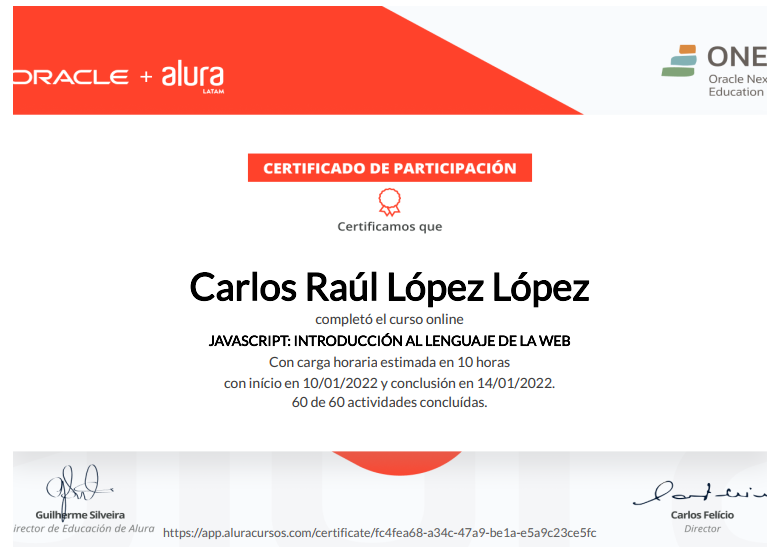 ORACLE + alura
LATAM
ONE
Oracle Nex
Education
CERTIFICADO DE PARTICIPACIÓN
Certificamos que
Carlos Raúl López López
completó el curso online
JAVASCRIPT: INTRODUCCIÓN AL LENGUAJE DE LA WEB
Con carga horaria estimada en 10 horas
con início en 10/01/2022 y conclusión en 14/01/2022.
60 de 60 actividades concluídas.
Guilherme Silveira
irector de Educación de Alura
https://app.aluracursos.com/certificate/fc4fea68-a34c-47a9-be1a-e5a9c23ce5fc
Carlos Felício
Director